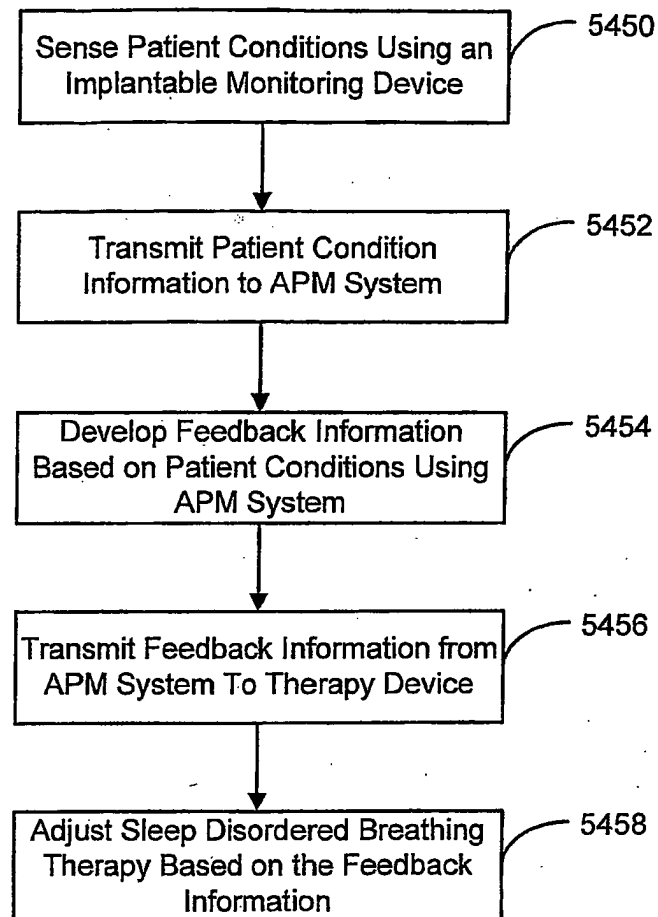 Sense Patient Conditions Using an
Implantable Monitoring Device
5450
Transmit Patient Condition
Information to APM System
5452
Develop Feedback Information
Based on Patient Conditions Using
APM System
5454
Transmit Feedback Information from
APM System To Therapy Device
5456
Adjust Sleep Disordered Breathing
Therapy Based on the Feedback
Information
5458